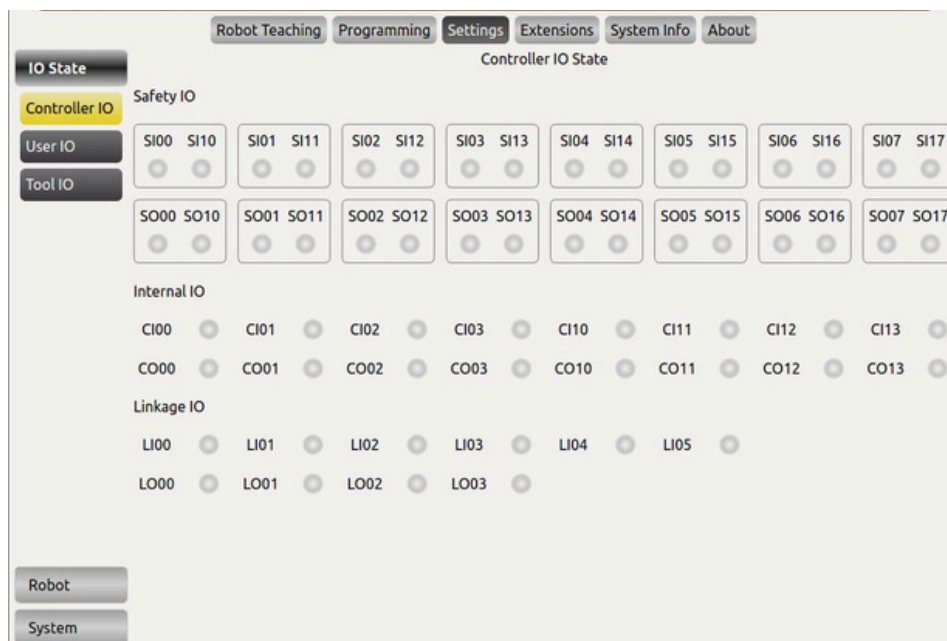 Robot Teaching Programming Settings Extensions System Info About
Controller IO State
IO State
Controller IO
User IO
Tool IO
Safety IO
SI00 SI10 SI01 SI11 SI02 SI12 SI03 SI13 SI04 SI14 SI05 SI15 SI06 SI16 SI07 SI17
SO00 SO10 SO01 SO11 SO02 SO12 SO03 SO13 SO04 SO14 SO05 SO15 SO06 SO16 SO07 SO17
Internal IO
CI00 CI01 CI02 CI03 CI10 CI11 CI12 CI13
CO00 CO01 CO02 CO03 CO10 CO11 CO12 CO13
Linkage IO
LI00 LI01 LI02 LI03 LI04 LI05
LO00 LO01 LO02 LO03
Robot
System